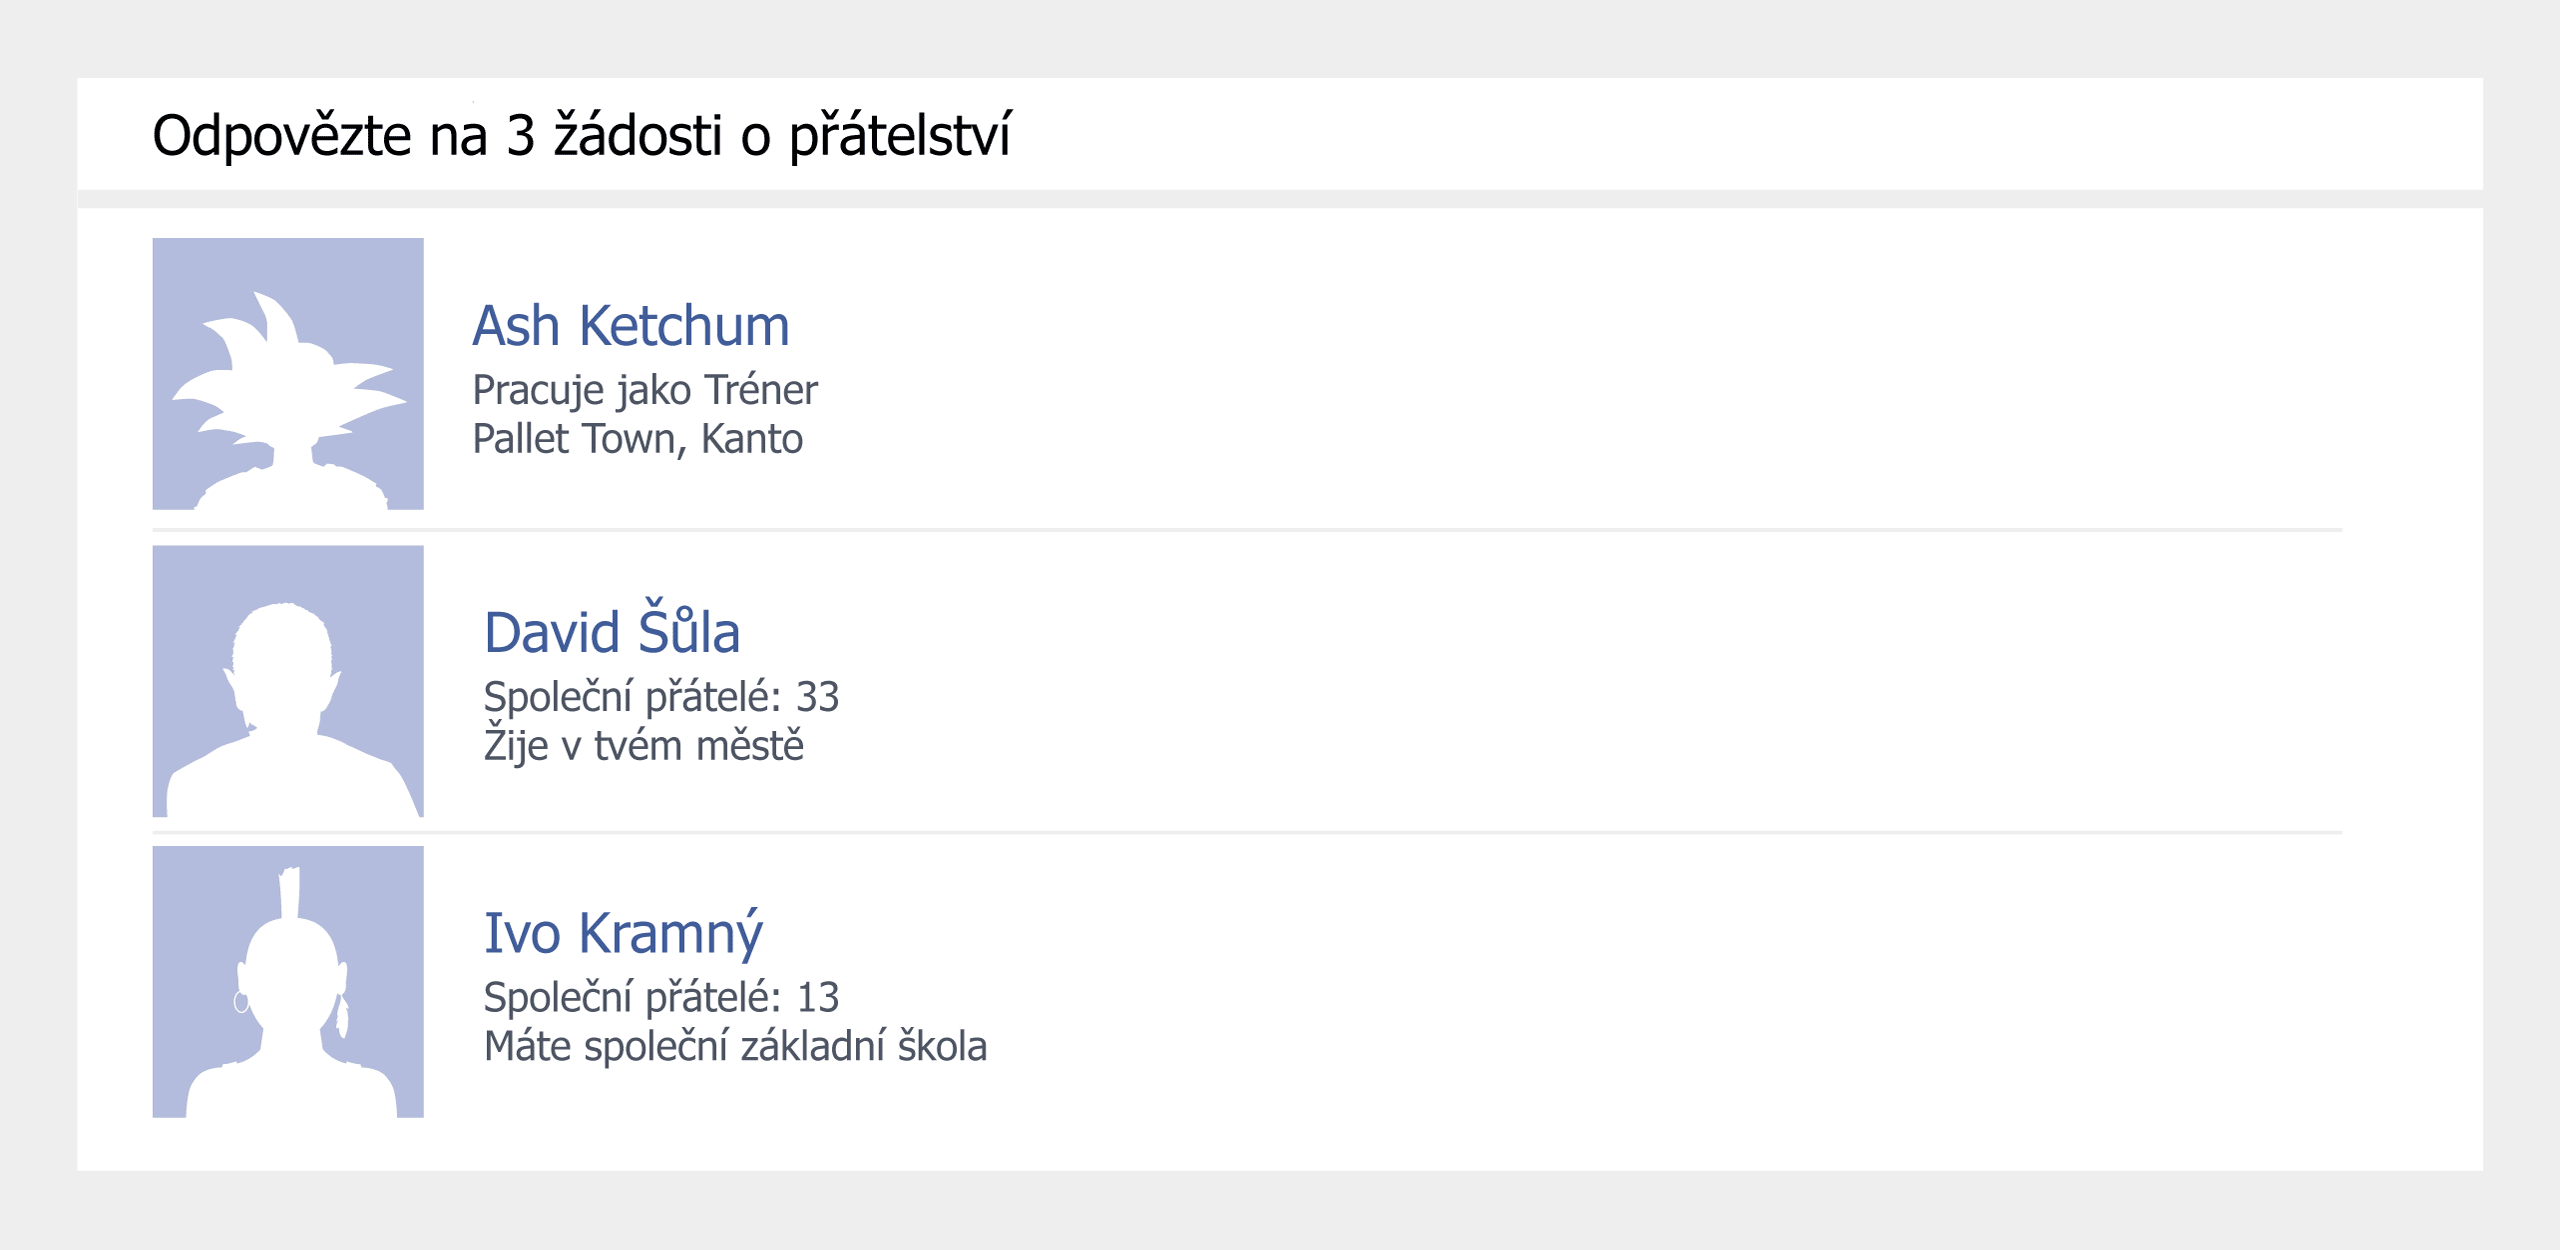 Odpovězte na 3 žádosti o přátelství
Ash Ketchum
Pracuje jako Tréner
Pallet Town, Kanto
David Šůla
Společní přátelé: 33
Žije v tvém městě
Ivo Kramný
Společní přátelé: 13
Máte společní základní škola